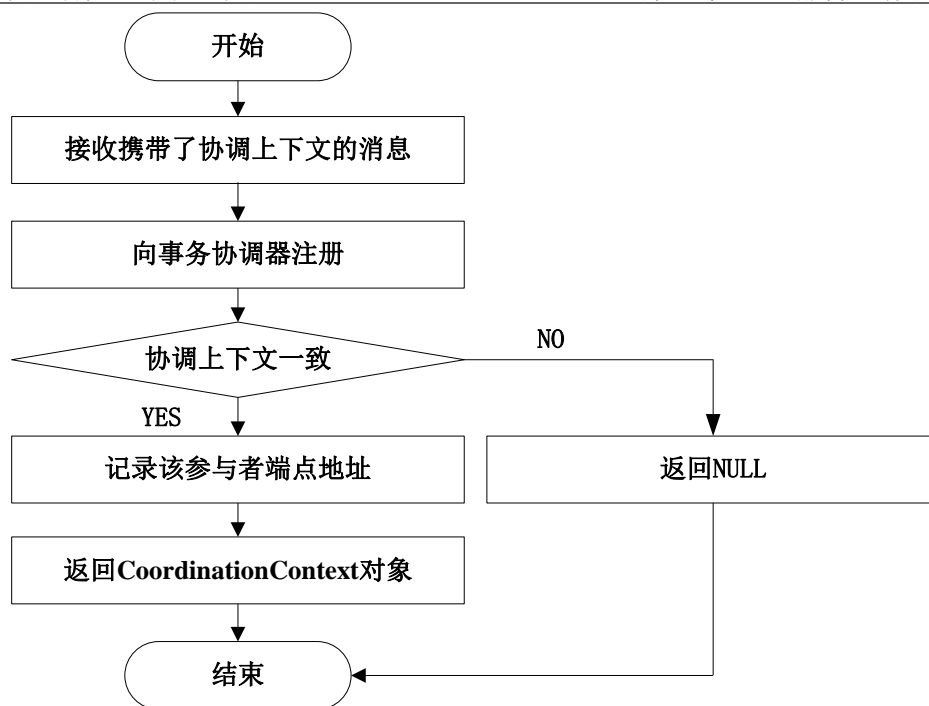 开始
接收携带了协调上下文的消息
向事务协调器注册
协调上下文一致
NO
YES
记录该参与者端点地址
返回NULL
返回CoordinationContext对象
结束